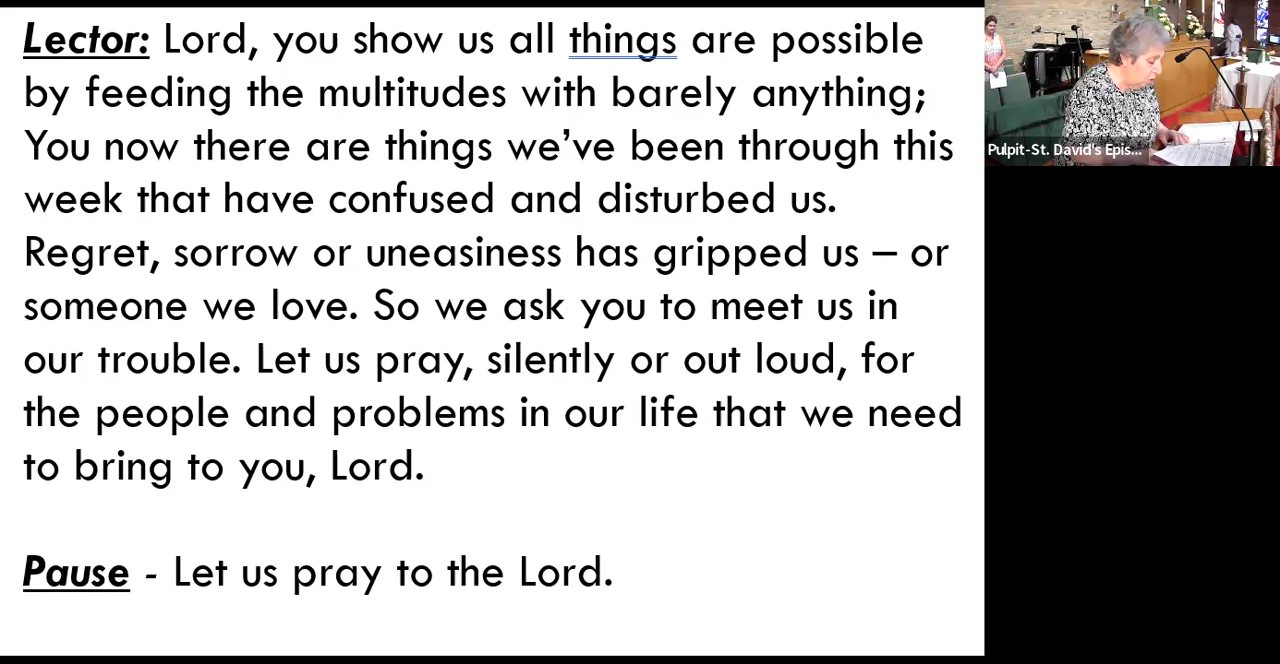 Lector: Lord, you show us all things are possible
by feeding the multitudes with barely anything;
You now there are things we’ve been through this
week that have confused and disturbed us.
Regret, sorrow or uneasiness has gripped us – or
someone we love. So we ask you to meet us in
our trouble. Let us pray, silently or out loud, for
the people and problems in our life that we need
to bring to you, Lord.
Pause - Let us pray to the Lord.
Pulpit-St. David's Epis...